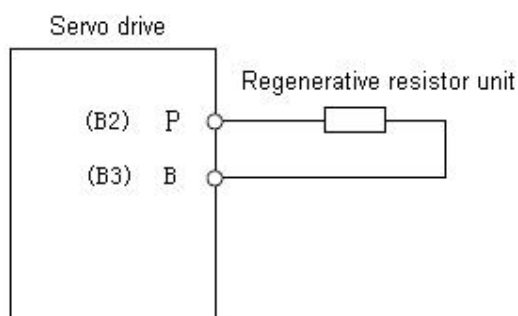 Servo drive
Regenerative resistor unit
(B2) P
(B3) B